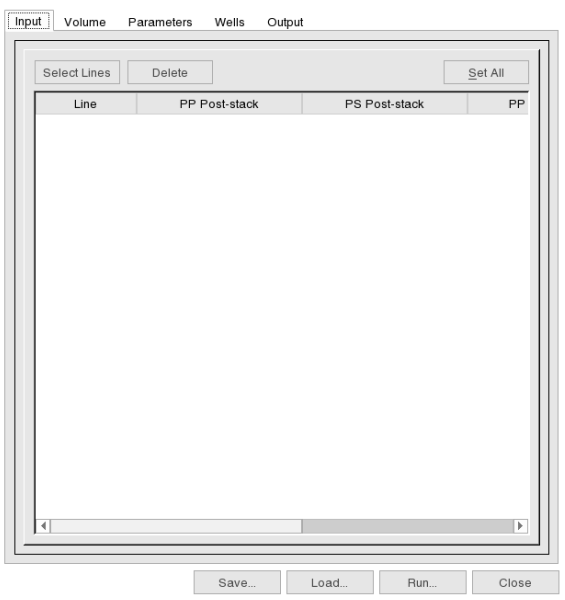 Input Volume Parameters Wells Output
Select Lines Delete Set All
Line PP Post-stack PS Post-stack PP
Save... Load... Run... Close